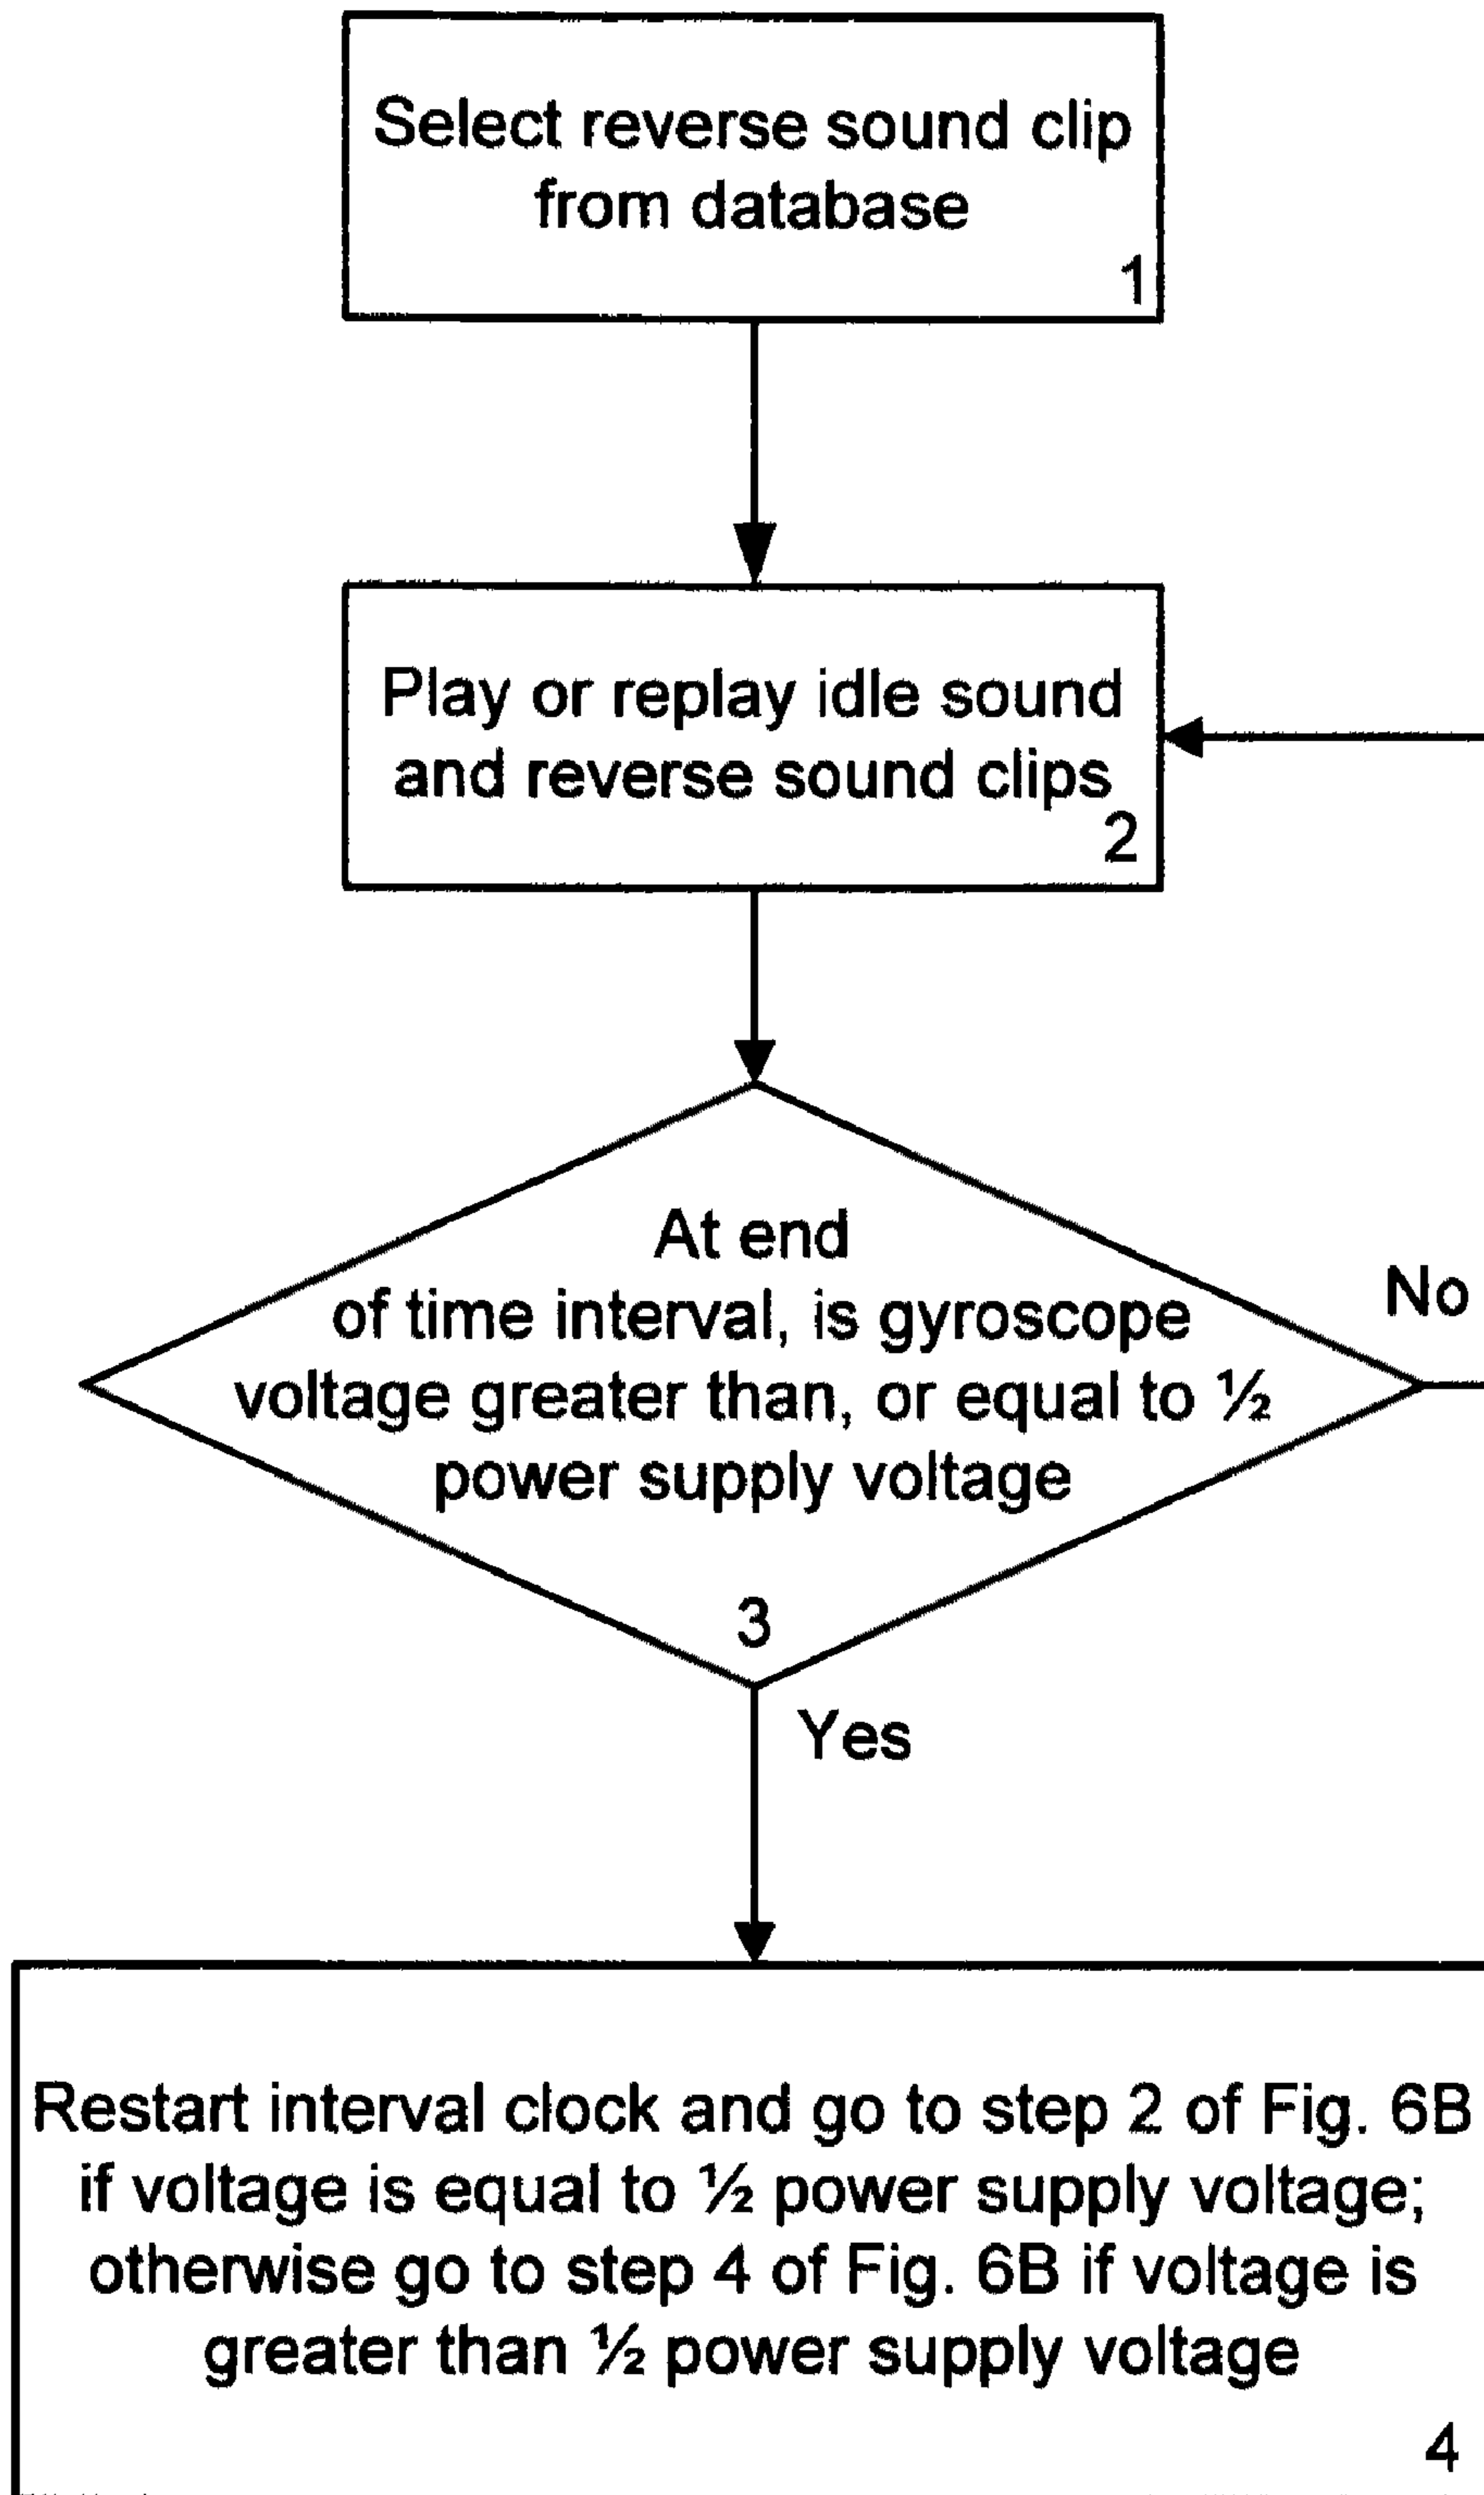 Select reverse sound clip
from database
1
Play or replay idle sound
and reverse sound clips
2
At end
of time interval, is gyroscope
voltage greater than, or equal to ½
power supply voltage
3
No
Yes
Restart interval clock and go to step 2 of Fig. 6B
if voltage is equal to ½ power supply voltage;
otherwise go to step 4 of Fig. 6B if voltage is
greater than ½ power supply voltage
4